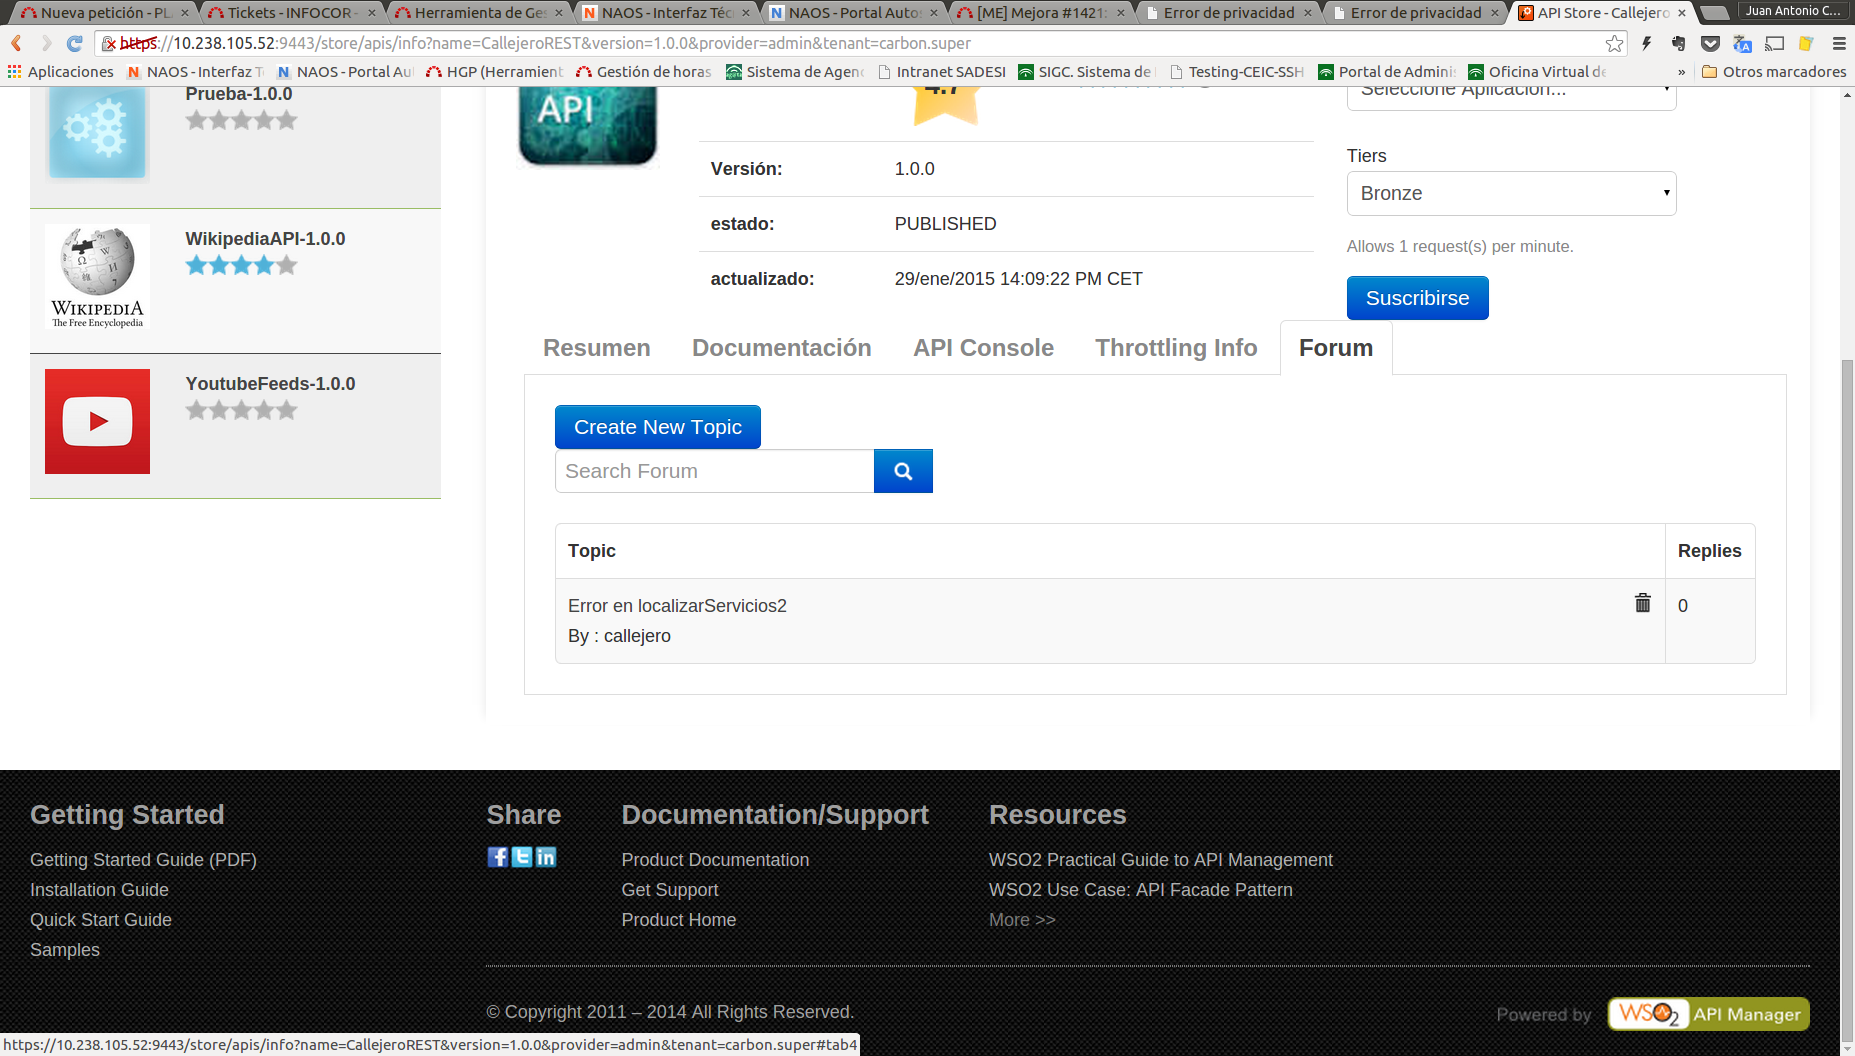 Nueva petición - PL
Tickets - INFOCOR -
Herramienta de Ges
NAOS - Interfaz Téc
NAOS - Portal Auto
[ME] Mejora #1421
Error de privacidad
Error de privacidad
API Store - Callejero
Juan Antonio C...
https://10.238.105.52:9443/store/apis/info?name=CallejeroREST&version=1.0.0&provider=admin&tenant=carbon.super
Aplicaciones
NAOS - Interfaz T
NAOS - Portal Au
HGP (Herramient
Gestión de horas
Sistema de Agen
Intranet SADESI
SIGC. Sistema de
Testing-CEIC-SSH
Portal de Adminis
Oficina Virtual de
»
Otros marcadores
Prueba-1.0.0
WIKIPEDIA
The Free Encyclopedia
WikipediaAPI-1.0.0
YoutubeFeeds-1.0.0
API
4.7
Versión: 1.0.0
estado: PUBLISHED
actualizado: 29/ene/2015 14:09:22 PM CET
Seleccione Aplicación...
Tiers
Bronze
Allows 1 request(s) per minute.
Suscribirse
Resumen
Documentación
API Console
Throttling Info
Forum
Create New Topic
Search Forum
Topic Replies
Error en localizarServicios2 0
By : callejero
Getting Started
Getting Started Guide (PDF)
Installation Guide
Quick Start Guide
Samples
Share
Documentation/Support
Product Documentation
Get Support
Product Home
Resources
WSO2 Practical Guide to API Management
WSO2 Use Case: API Facade Pattern
More >>
© Copyright 2011 – 2014 All Rights Reserved.
Powered by WSO2 API Manager
https://10.238.105.52:9443/store/apis/info?name=CallejeroREST&version=1.0.0&provider=admin&tenant=carbon.super#tab4